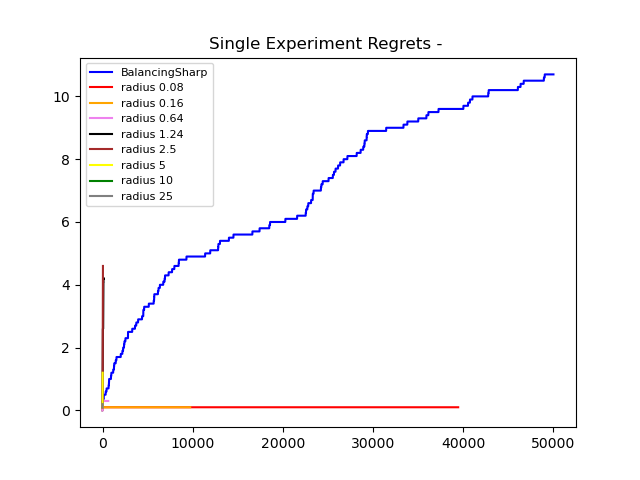 Single Experiment Regrets -
BalancingSharp
radius 0.08
radius 0.16
radius 0.64
radius 1.24
radius 2.5
radius 5
radius 10
radius 25
10
8
6
4
2
0
0 10000 20000 30000 40000 50000